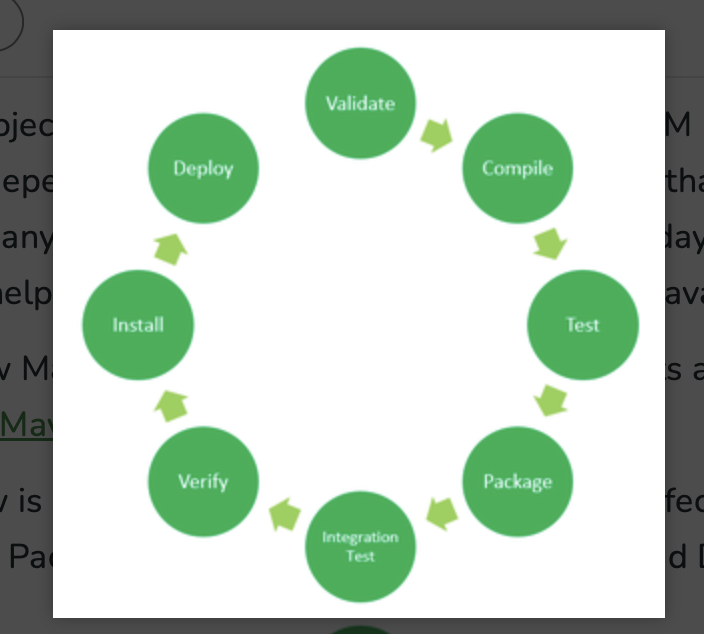 Validate
Compile
Test
Package
Integration
Test
Verify
Install
Deploy